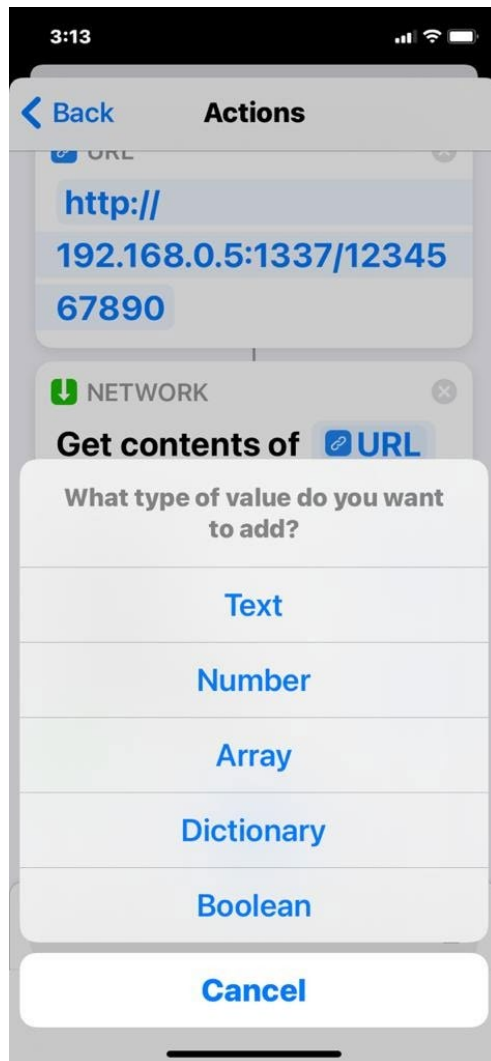 3:13
Back
Actions
URL
http://
192.168.0.5:1337/12345
67890
NETWORK
Get contents of URL
What type of value do you want
to add?
Text
Number
Array
Dictionary
Boolean
Cancel